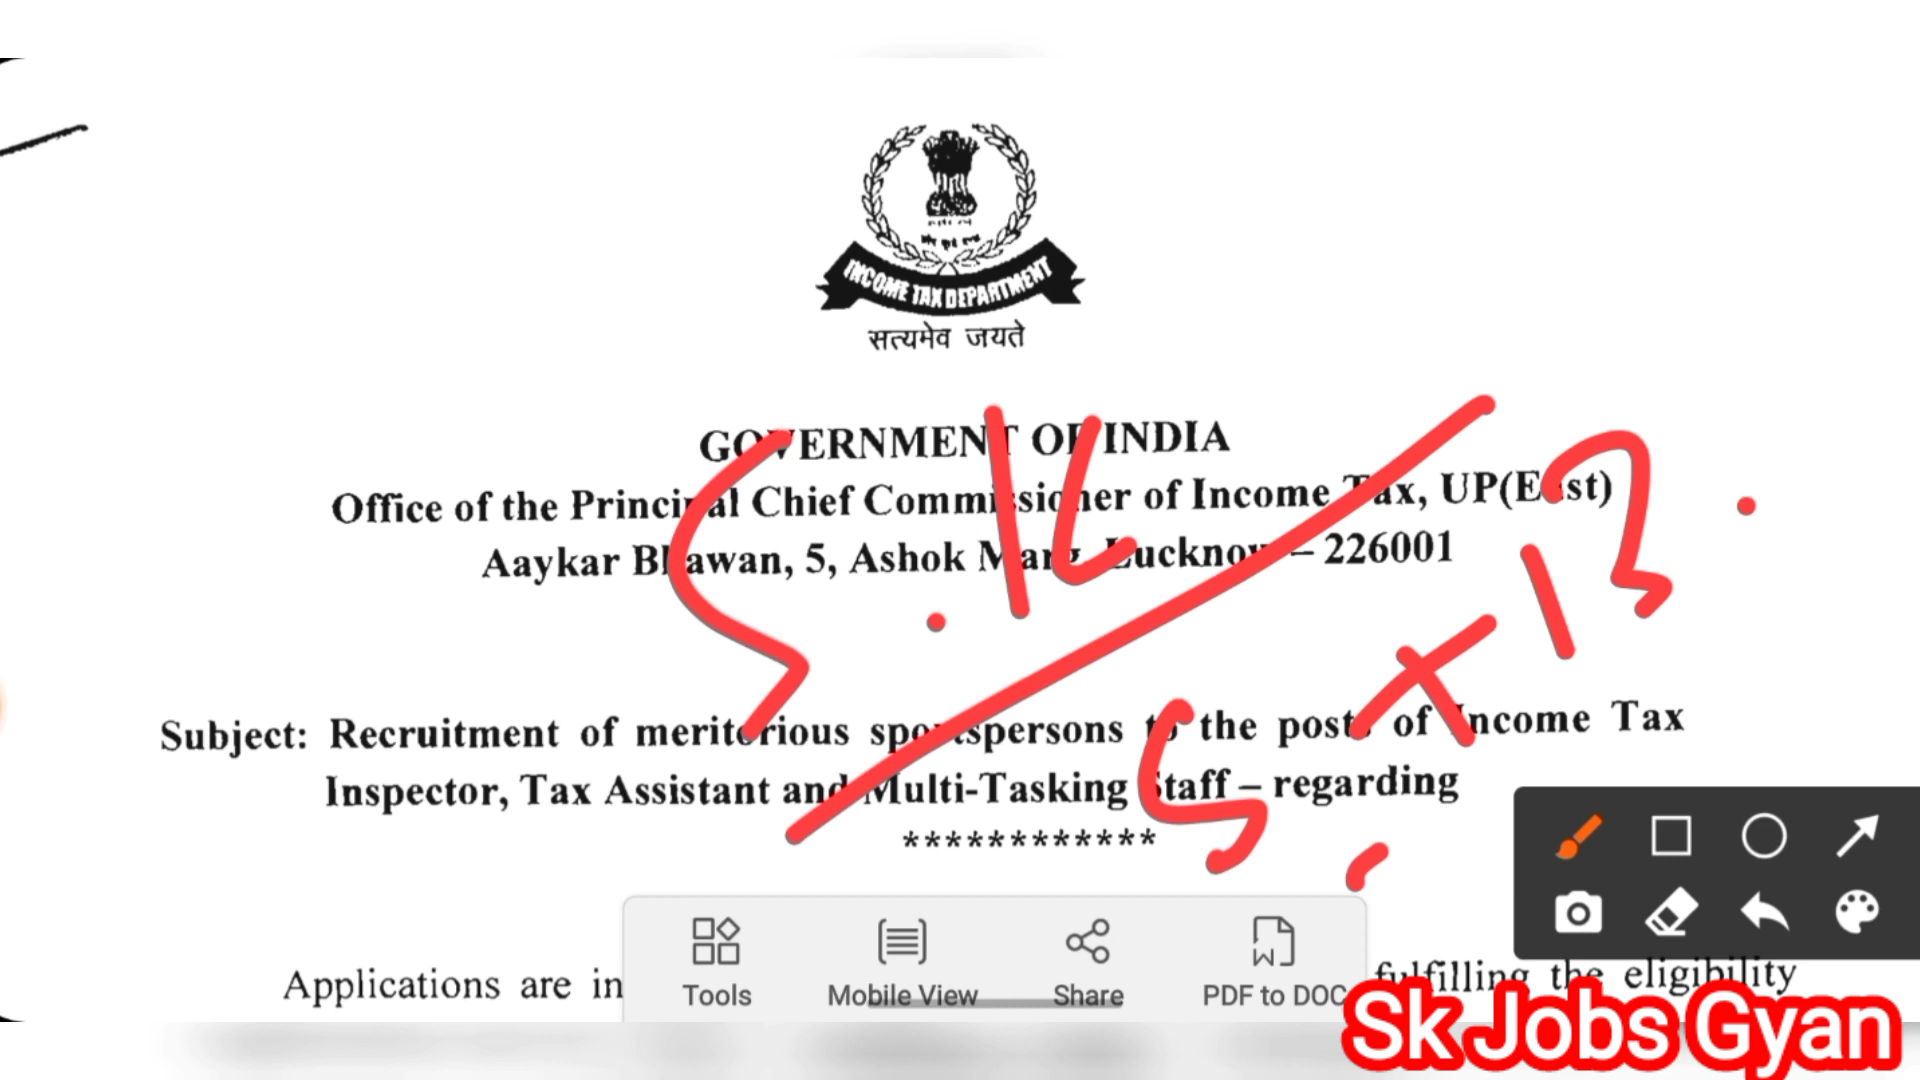 INCOME TAX DEPARTMENT
सत्यमेव जयते
GOVERNMENT OF INDIA
Office of the Principal Chief Commissioner of Income Tax, UP(East)
Aaykar Bhawan, 5, Ashok Marg, Lucknow – 226001
Subject: Recruitment of meritorious sportspersons to the posts of Income Tax
Inspector, Tax Assistant and Multi-Tasking Staff – regarding
************
Applications are in
fulfilling the eligibility
Tools
Mobile View
Share
PDF to DOC
Sk Jobs Gyan